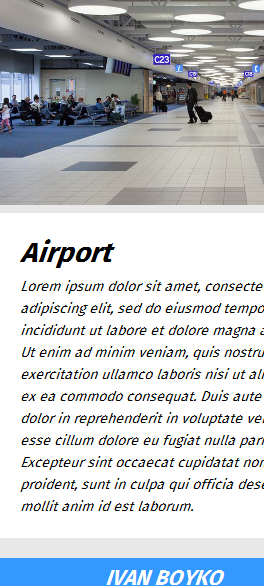 C23
Airport
Lorem ipsum dolor sit amet, consecte
adipiscing elit, sed do eiusmod tempo
incididunt ut labore et dolore magna a
Ut enim ad minim veniam, quis nostru
exercitation ullamco laboris nisi ut ali
ex ea commodo consequat. Duis aute
dolor in reprehenderit in voluptate ve
esse cillum dolore eu fugiat nulla pari
Excepteur sint occaecat cupidatat non
proident, sunt in culpa qui officia dese
mollit anim id est laborum.
IVAN BOYKO